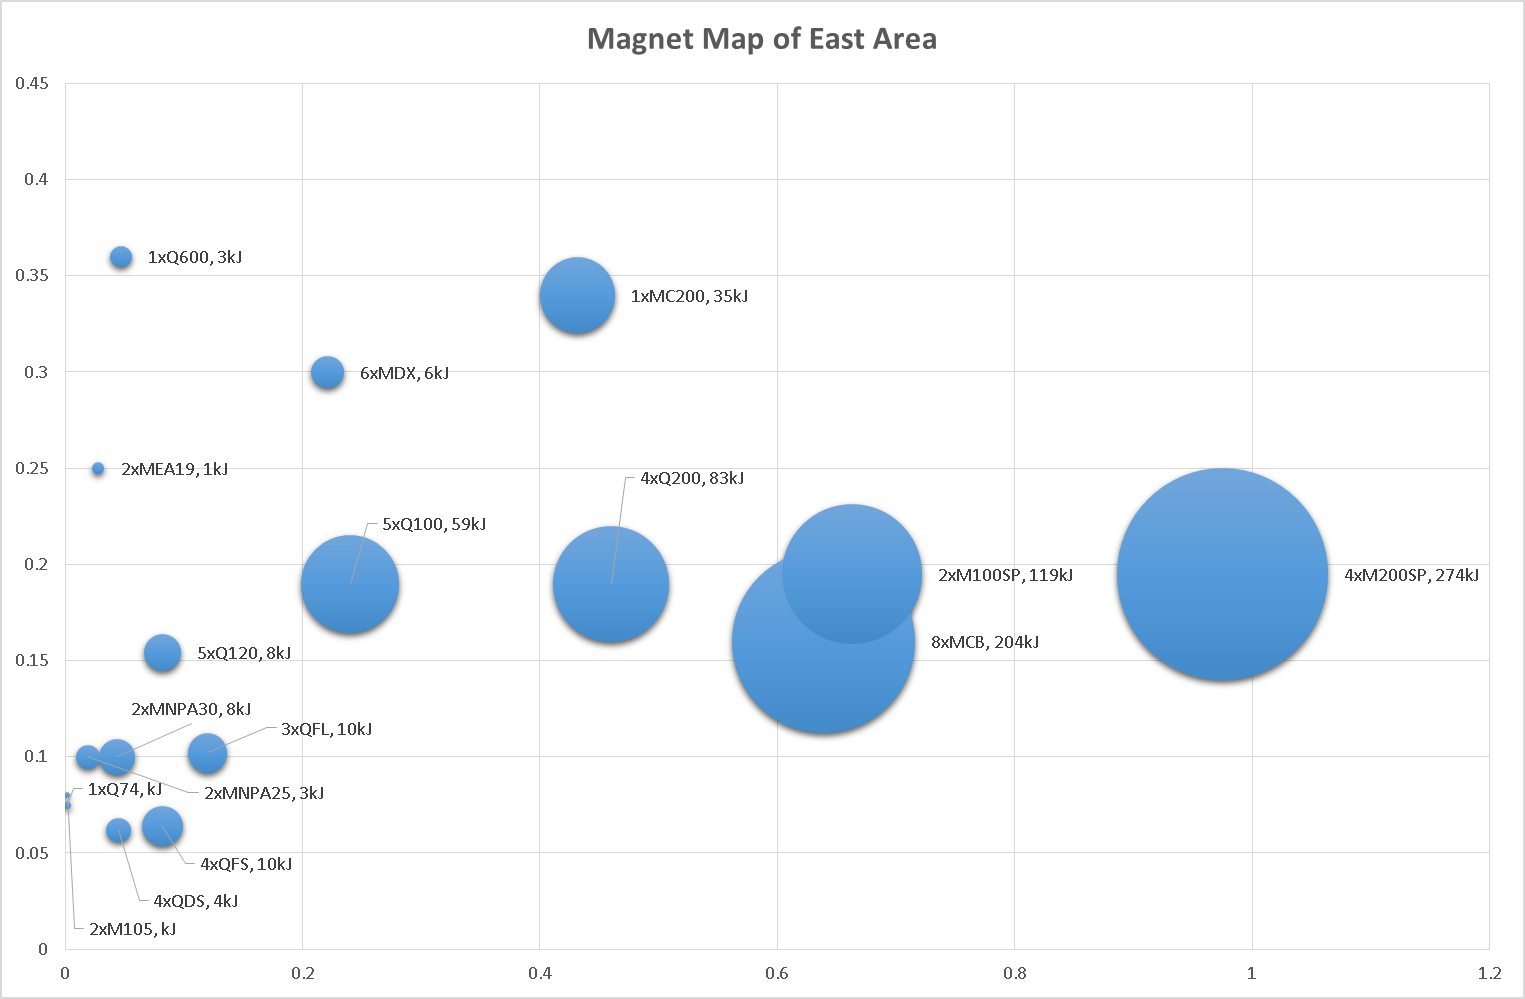 Magnet Map of East Area
0.45
0.4
1xQ600, 3kJ
0.35
1xMC200, 35kJ
0.3
6xMDX, 6kJ
0.25
2xMEA19, 1kJ
4xQ200, 83kJ
5xQ100, 59kJ
0.2
2xM100SP, 119kJ
4xM200SP, 274kJ
8xMCB, 204kJ
0.15
5xQ120, 8kJ
2xMNPA30, 8kJ
3xQFL, 10kJ
0.1
1xQ74, kJ
2xMNPA25, 3kJ
0.05
4xQFS, 10kJ
4xQDS, 4kJ
2xM105, kJ
0
0 0.2 0.4 0.6 0.8 1 1.2